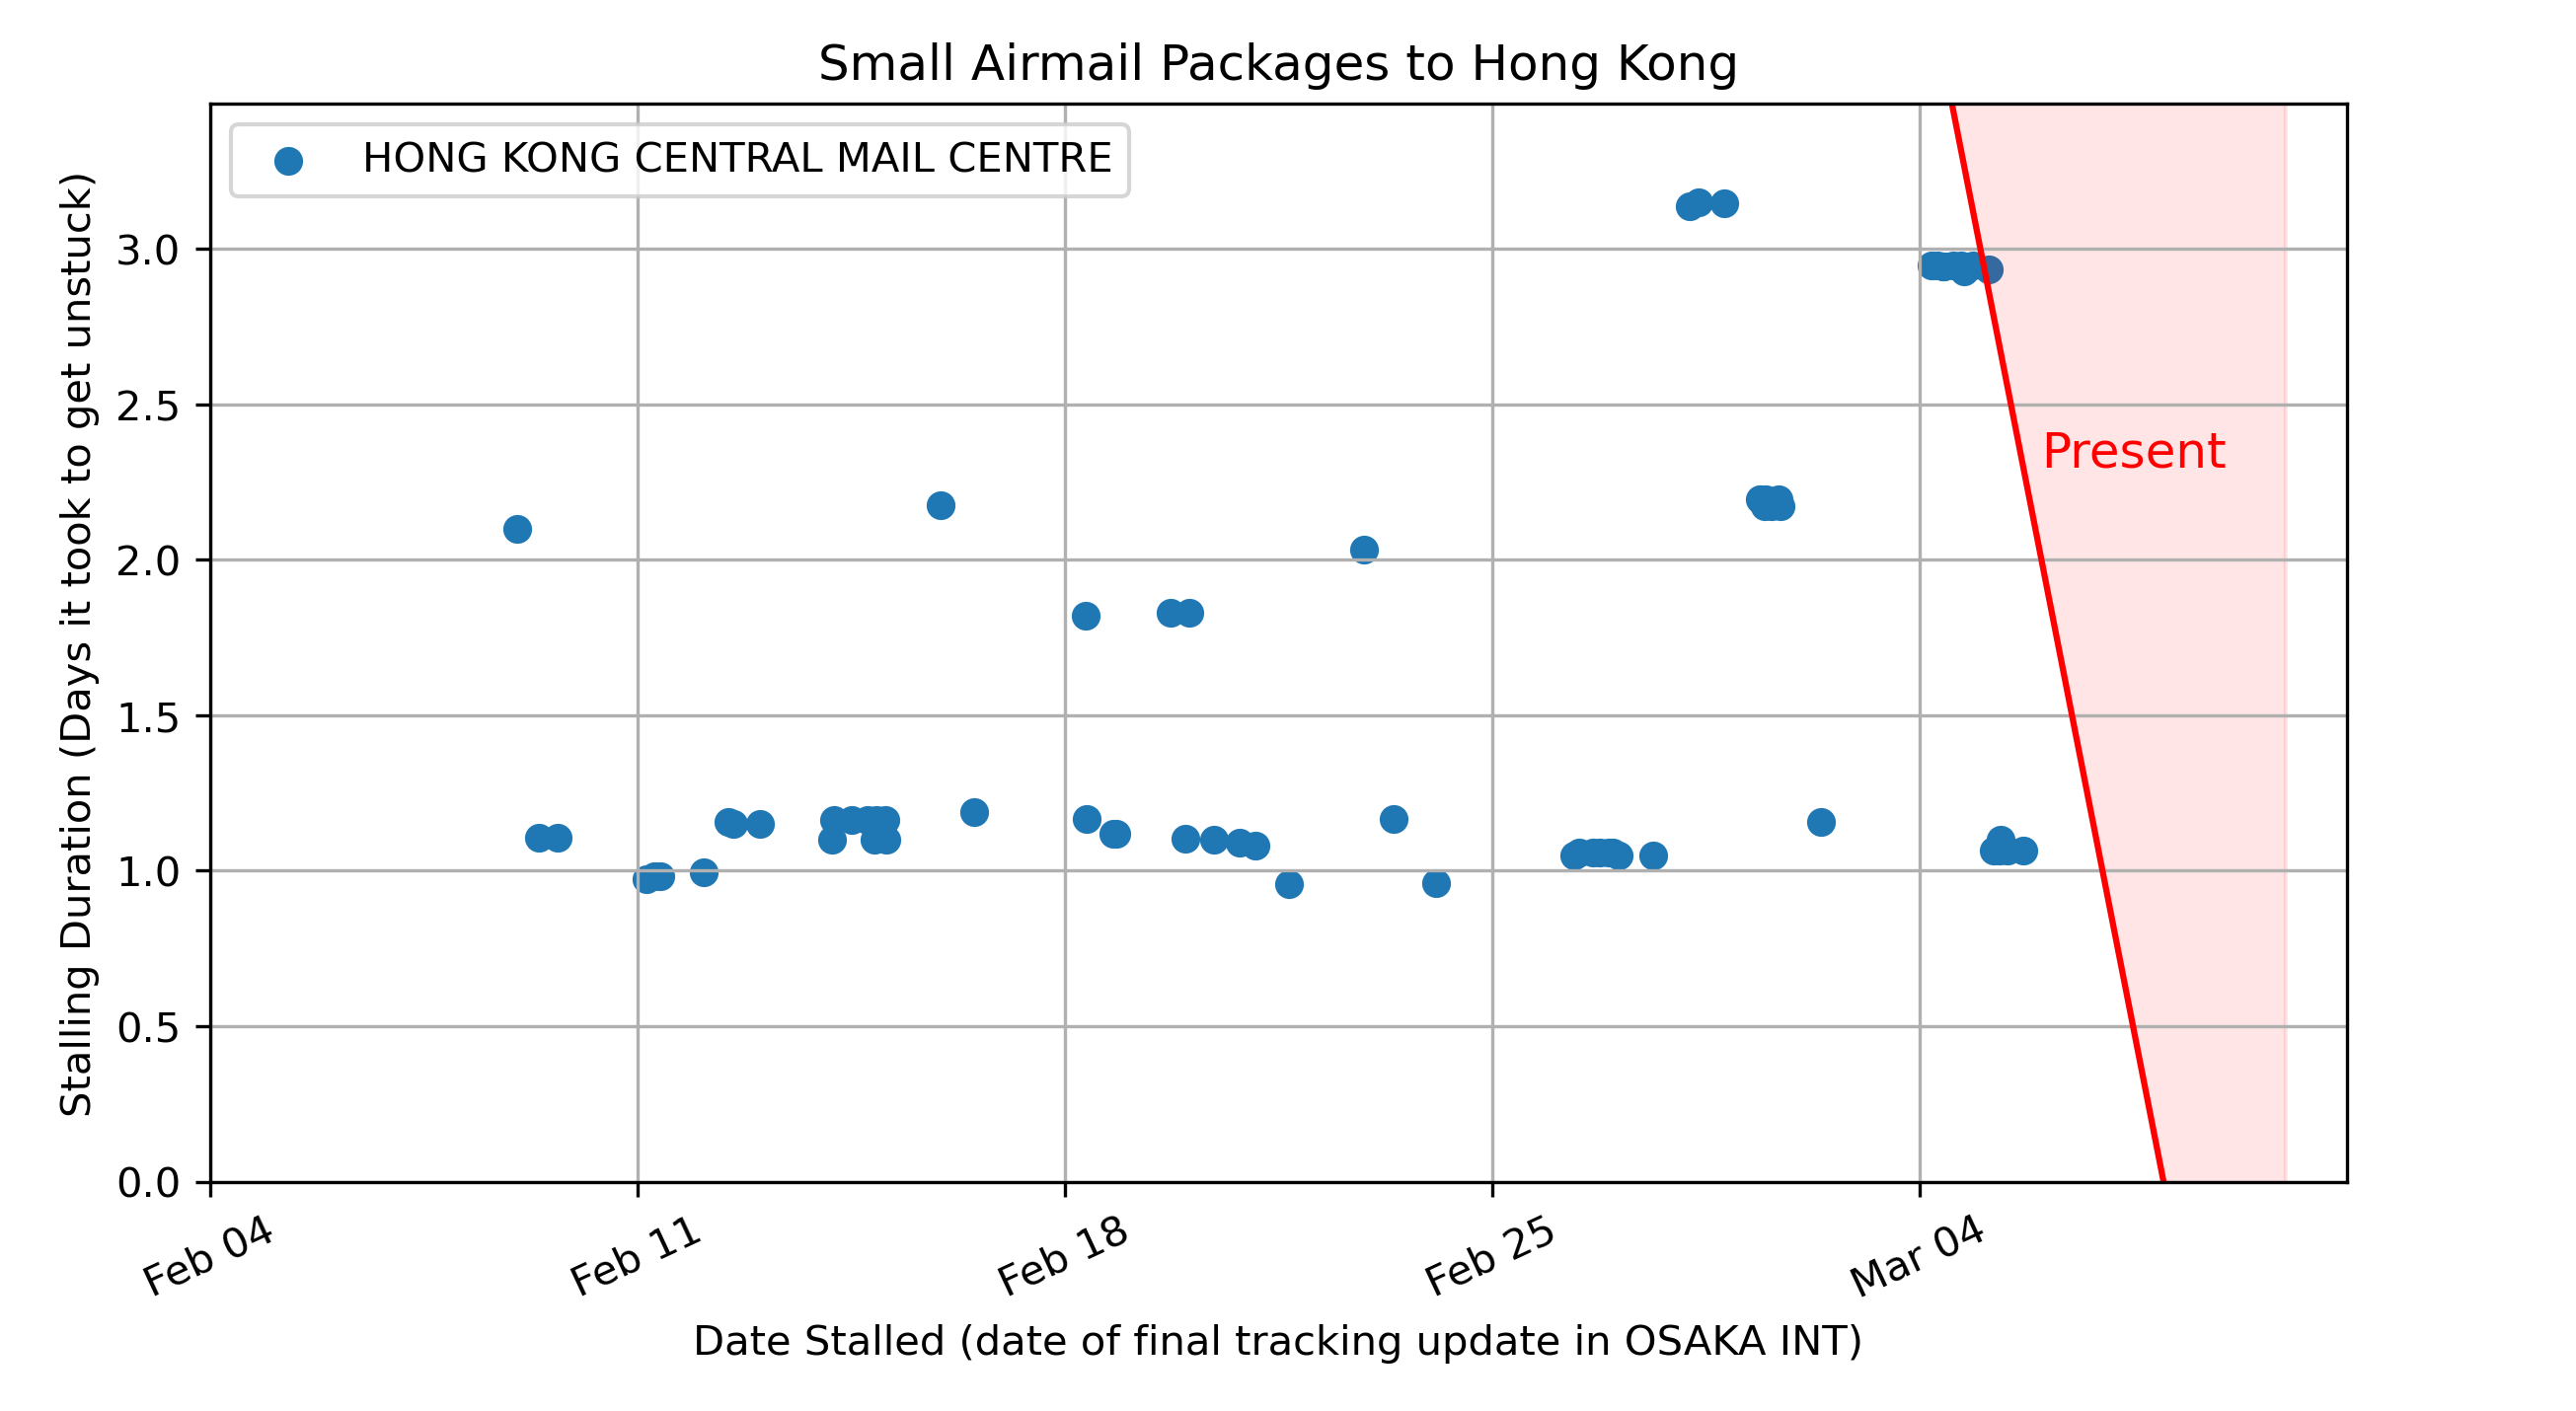 Small Airmail Packages to Hong Kong
HONG KONG CENTRAL MAIL CENTRE
Stalling Duration (Days it took to get unstuck)
3.0
2.5
2.0
1.5
1.0
0.5
0.0
Present
Feb 04
Feb 11
Feb 18
Feb 25
Mar 04
Date Stalled (date of final tracking update in OSAKA INT)